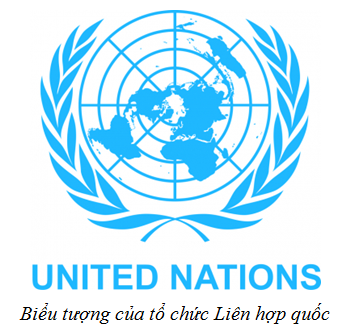 UNITED NATIONS
Biểu tượng của tổ chức Liên hợp quốc